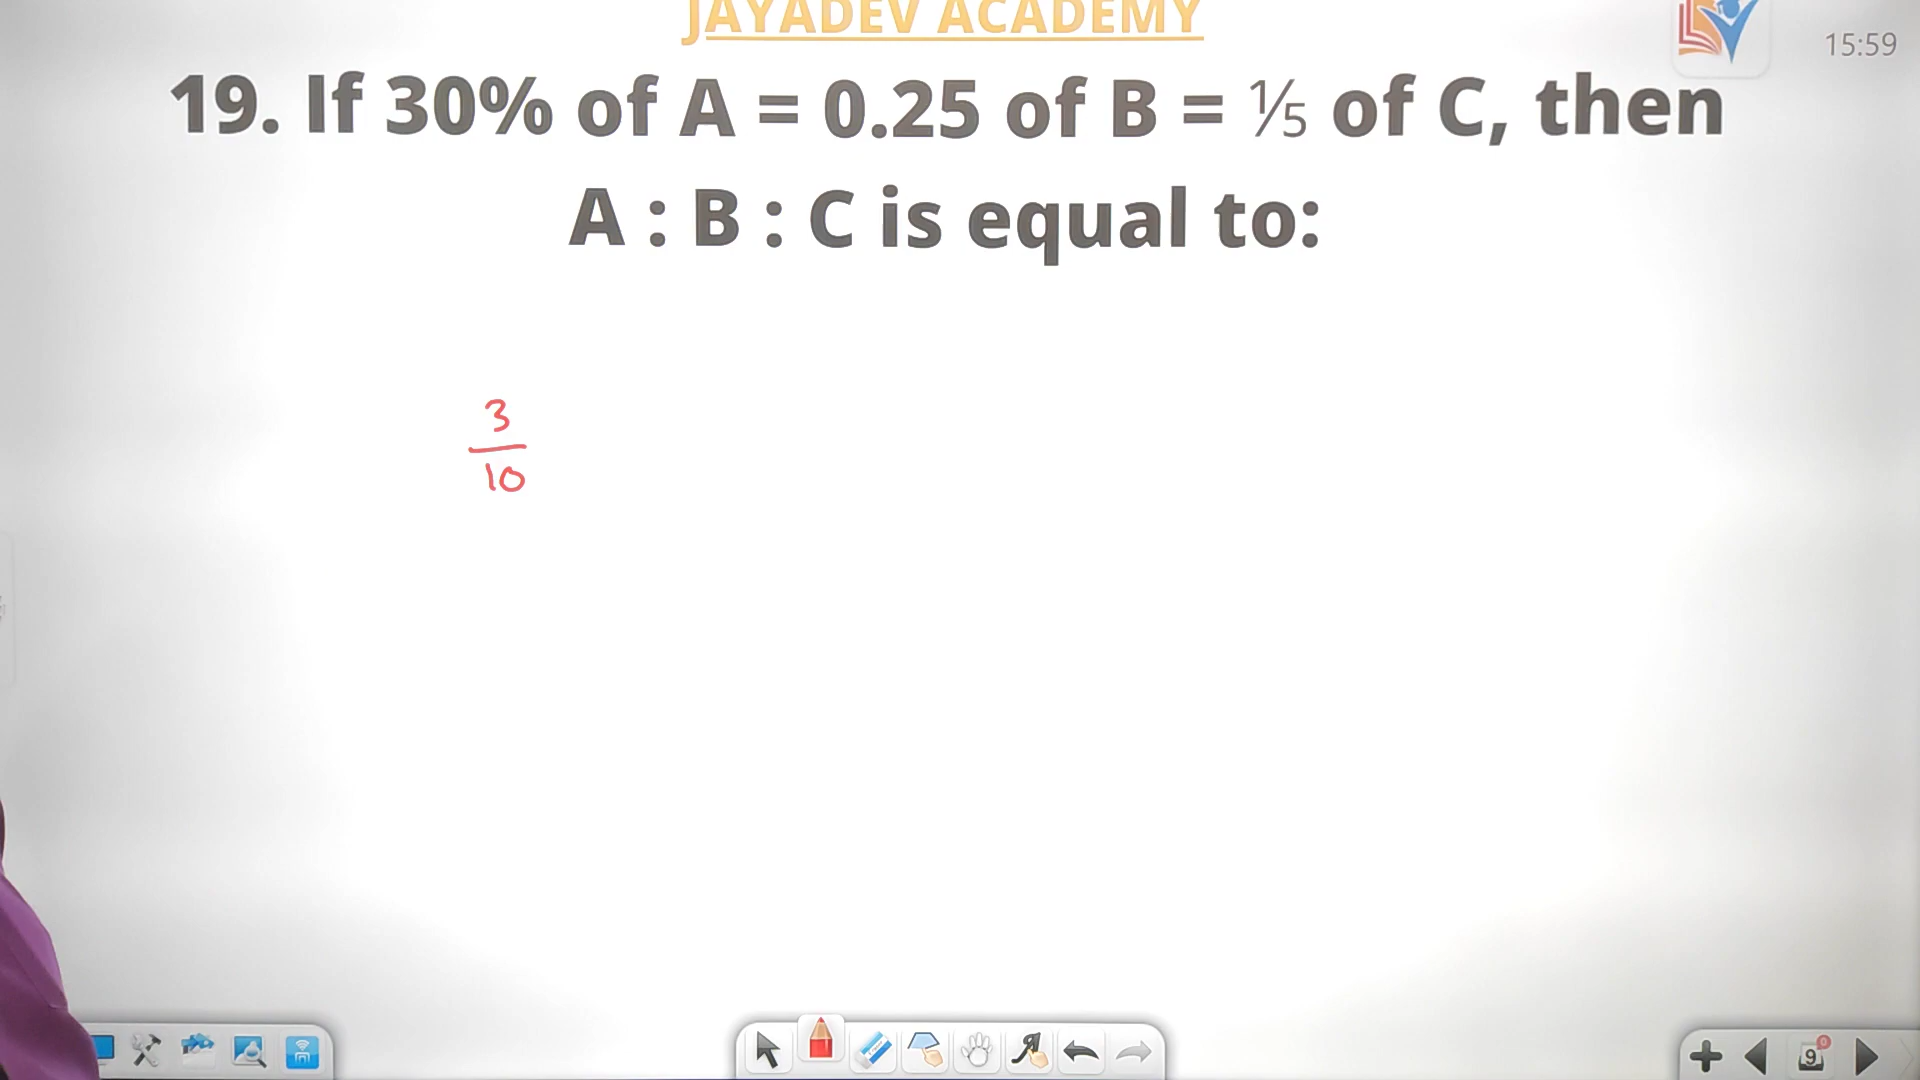 JAYADEV ACADEMY
15:59
19. If 30% of A = 0.25 of B = ⅕ of C, then
A : B : C is equal to:
3
10
9
0